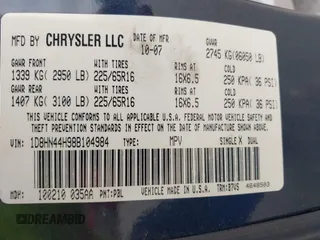 MFD BY CHRYSLER LLC
DATE OF MFR
10-07
GVWR
2745 KG (06050 LB)
GAWR FRONT WITH TIRES RIMS AT COLD
1339 KG (2950 LB) 225/65R16 16X6.5 250 KPA (36 PSI)
GAWR REAR WITH TIRES RIMS AT COLD
1407 KG (3100 LB) 225/65R16 16X6.5 250 KPA (36 PSI)
THIS VEHICLE CONFORMS TO ALL APPLICABLE U.S.A. FEDERAL MOTOR VEHICLE
SAFETY, BUMPER AND THEFT PREVENTION STANDARDS IN EFFECT ON THE
DATE OF MANUFACTURE SHOWN ABOVE.
VIN: 1D8HN44H98B104984 TYPE: MPV SINGLE X DUAL
MDH: 100210 035AA PNT: PBL VEHICLE MADE IN U.S.A.
DREAMBID